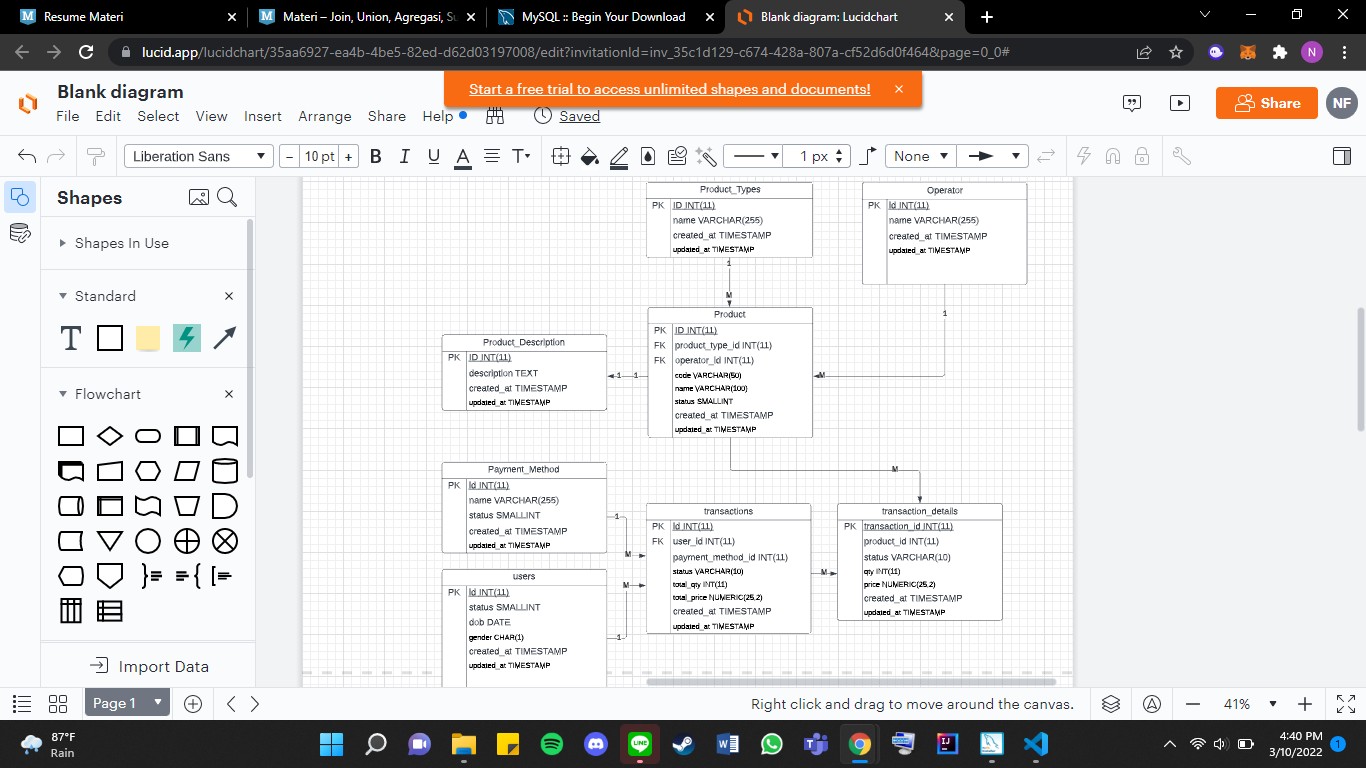 Resume Materi
Materi – Join, Union, Agregasi, Su
MySQL :: Begin Your Download
Blank diagram: Lucidchart
lucid.app/lucidchart/35aa6927-ea4b-4be5-82ed-d62d03197008/edit?invitationId=inv_35c1d129-c674-428a-807a-cf52d6d0f464&page=0_0#
N
Blank diagram
Start a free trial to access unlimited shapes and documents!
File Edit Select View Insert Arrange Share Help
Saved
Share
NF
Liberation Sans
10 pt
B I U A T
1 px
None
Shapes
Shapes In Use
Standard
T
Flowchart
Import Data
Product_Types
PK ID INT(11)
name VARCHAR(255)
created_at TIMESTAMP
updated_at TIMESTAMP
Operator
PK Id INT(11)
name VARCHAR(255)
created_at TIMESTAMP
updated_at TIMESTAMP
1
M
1
Product
PK ID INT(11)
FK product_type_id INT(11)
FK operator_id INT(11)
code VARCHAR(50)
name VARCHAR(100)
status SMALLINT
created_at TIMESTAMP
updated_at TIMESTAMP
Product_Description
PK ID INT(11)
description TEXT
created_at TIMESTAMP
updated_at TIMESTAMP
1 1
M
M
Payment_Method
PK Id INT(11)
name VARCHAR(255)
status SMALLINT
created_at TIMESTAMP
updated_at TIMESTAMP
1
M
users
PK Id INT(11)
status SMALLINT
dob DATE
gender CHAR(1)
created_at TIMESTAMP
updated_at TIMESTAMP
M
1
transactions
PK Id INT(11)
FK user_id INT(11)
payment_method_id INT(11)
status VARCHAR(10)
total_qty INT(11)
total_price NUMERIC(25,2)
created_at TIMESTAMP
updated_at TIMESTAMP
M
transaction_details
PK transaction_id INT(11)
product_id INT(11)
status VARCHAR(10)
qty INT(11)
price NUMERIC(25,2)
created_at TIMESTAMP
updated_at TIMESTAMP
Page 1
Right click and drag to move around the canvas.
41%
87°F
Rain
4:40 PM
3/10/2022
1